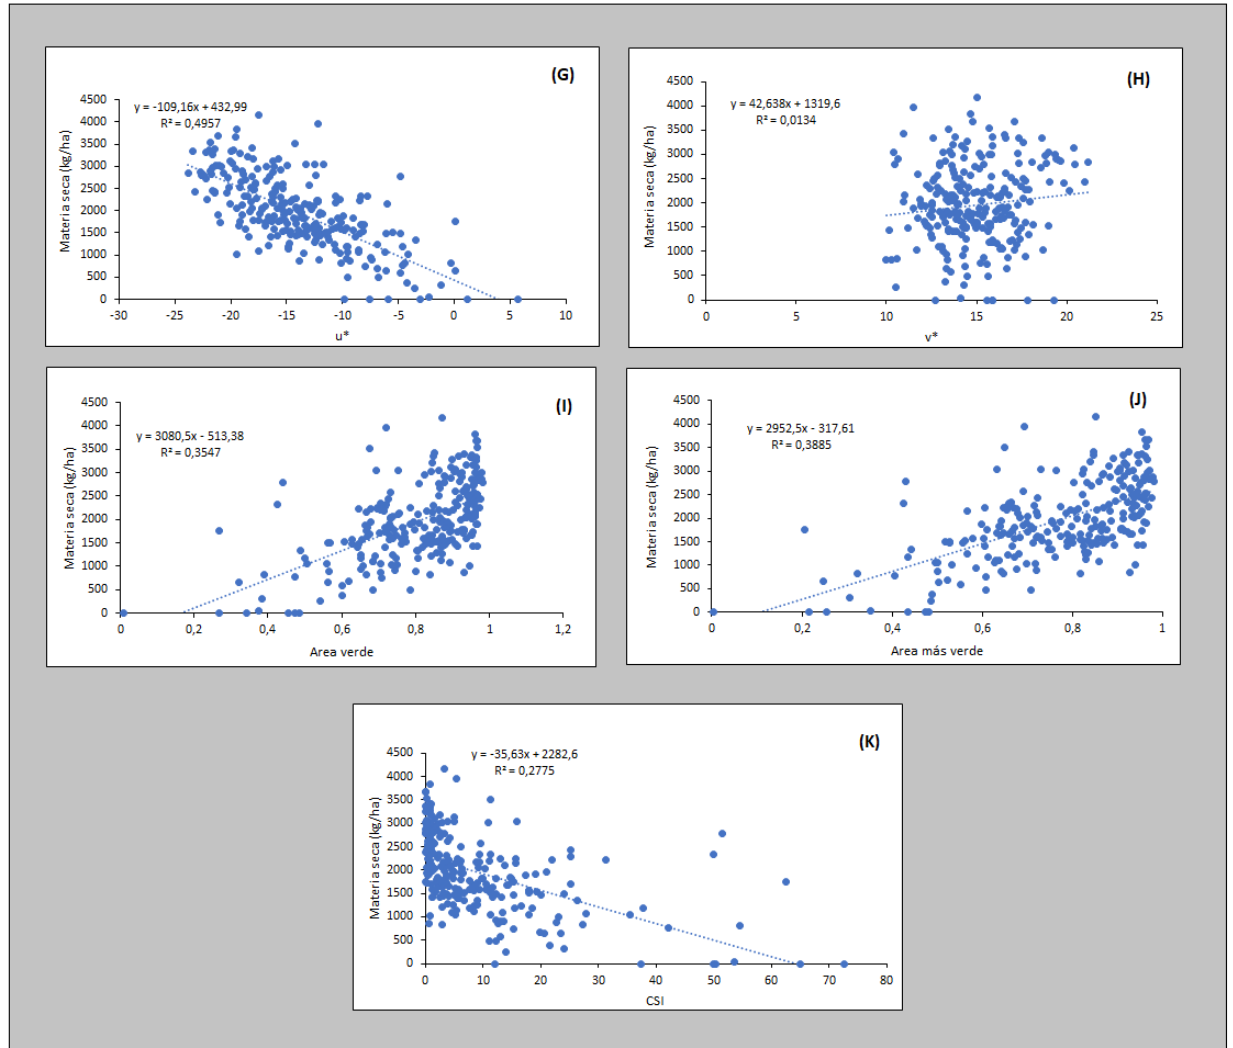 (G)
y = -109,16x + 432,99
R² = 0,4957
Materia seca (kg/ha)
4500
4000
3500
3000
2500
2000
1500
1000
500
0
-30 -25 -20 -15 -10 -5 0 5 10
u*
(H)
y = 42,638x + 1319,6
R² = 0,0134
Materia seca (kg/ha)
4500
4000
3500
3000
2500
2000
1500
1000
500
0
0 5 10 15 20 25
v*
(I)
y = 3080,5x - 513,38
R² = 0,3547
Materia seca (kg/ha)
4500
4000
3500
3000
2500
2000
1500
1000
500
0
0 0,2 0,4 0,6 0,8 1 1,2
Area verde
(J)
y = 2952,5x - 317,61
R² = 0,3885
Materia seca (kg/ha)
4500
4000
3500
3000
2500
2000
1500
1000
500
0
0 0,2 0,4 0,6 0,8 1
Area más verde
(K)
y = -35,63x + 2282,6
R² = 0,2775
Materia seca (kg/ha)
4500
4000
3500
3000
2500
2000
1500
1000
500
0
0 10 20 30 40 50 60 70 80
CSI